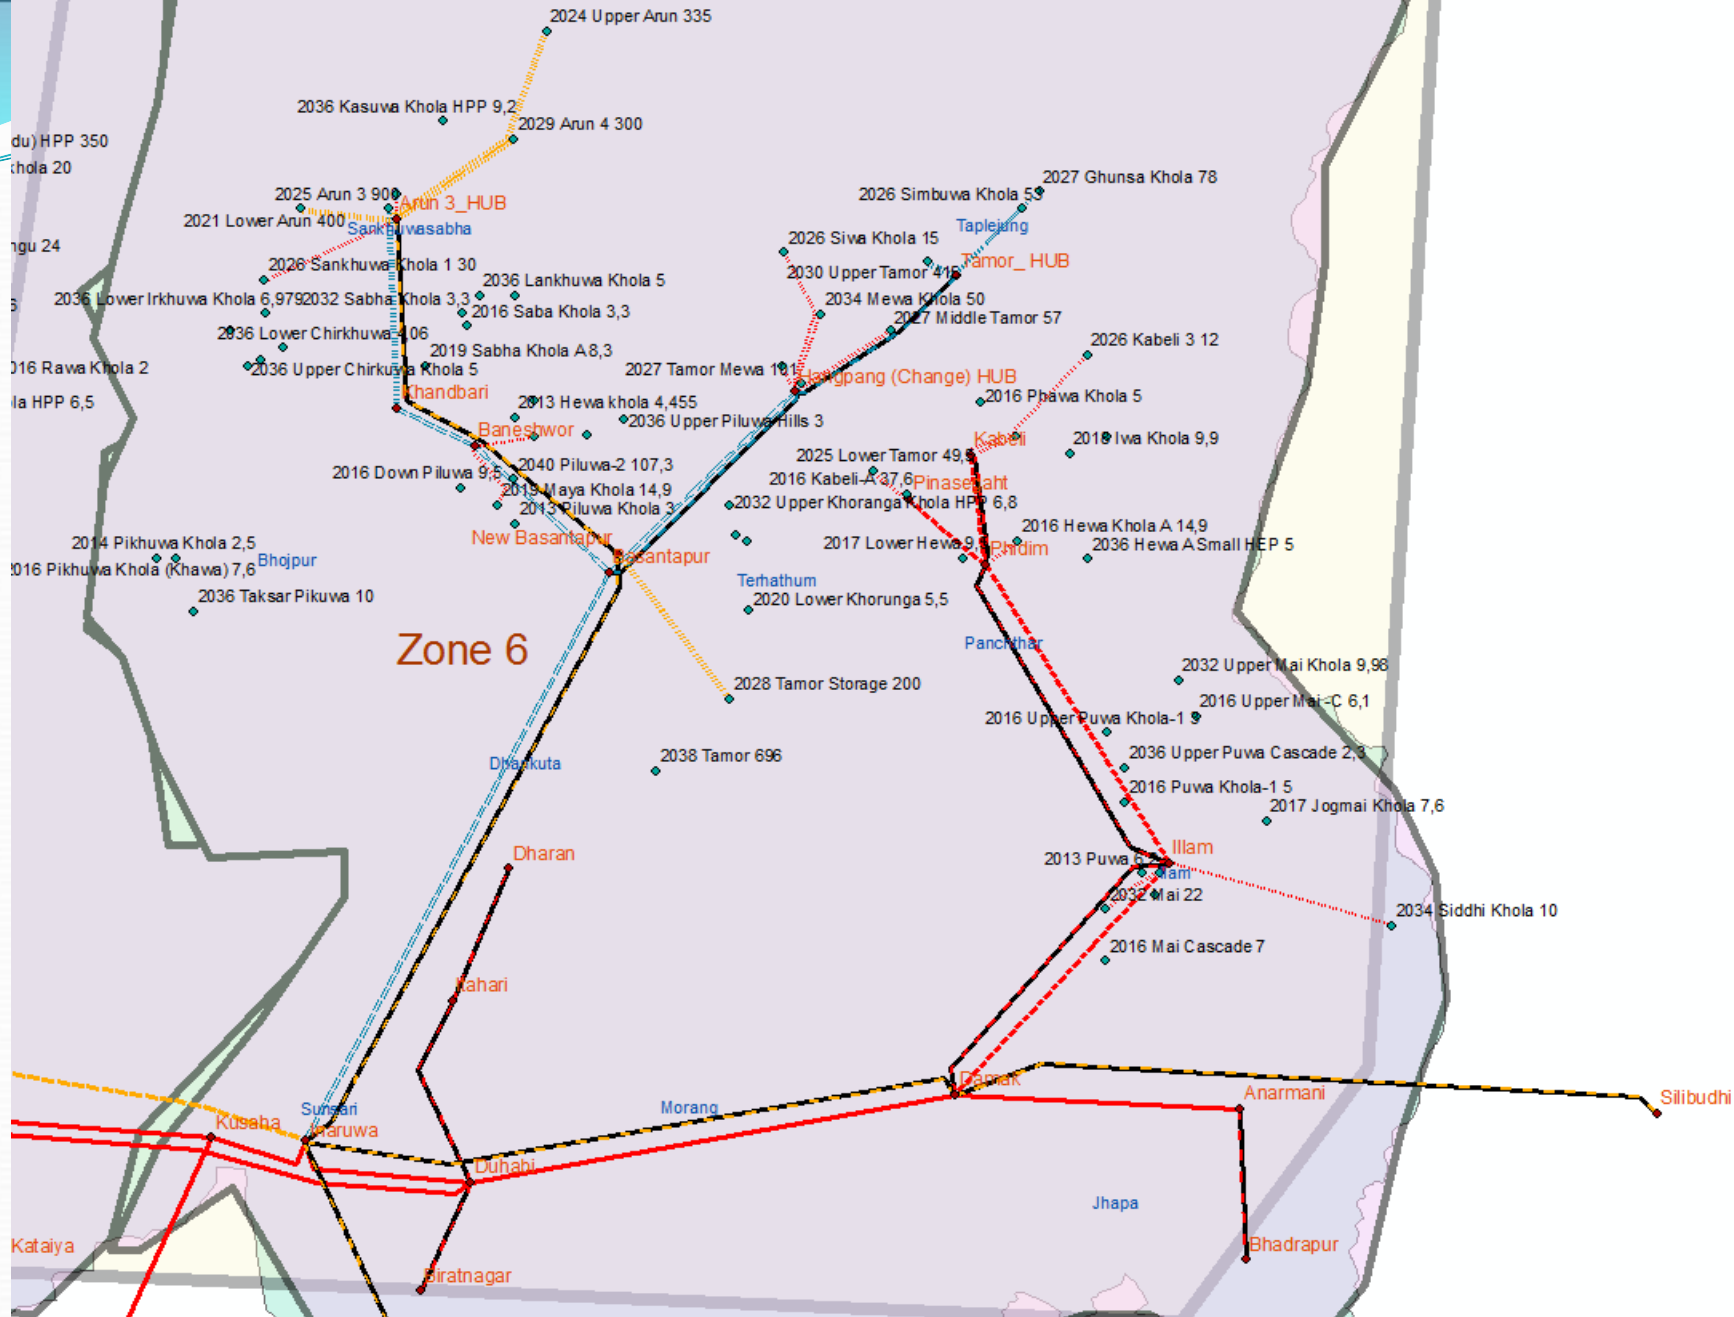 2024 Upper Arun 335
2036 Kasuwa Khola HPP 9,2
2029 Arun 4 300
du) HPP 350
khola 20
2025 Arun 3 900
Arun 3_HUB
2021 Lower Arun 400
Sankhuwasabha
2027 Ghunsa Khola 78
2026 Simbuwa Khola 53
Taplejung
ngu 24
2026 Siwa Khola 15
Tamor_ HUB
2026 Sankhuwa Khola 1 30
2030 Upper Tamor 415
2036 Lankhuwa Khola 5
2036 Lower Irkhuwa Khola 6,979
2032 Sabha Khola 3,3
2034 Mewa Khola 50
2016 Saba Khola 3,3
2027 Middle Tamor 57
2036 Lower Chirkhuwa 4,06
2026 Kabeli 3 12
2019 Sabha Khola A 8,3
016 Rawa Khola 2
2036 Upper Chirkuwa Khola 5
2027 Tamor Mewa 101
Hangpang (Change) HUB
Khandbari
2016 Phawa Khola 5
la HPP 6,5
2013 Hewa khola 4,455
2036 Upper Piluwa Hills 3
Baneshwor
Kabeli
2018 Iwa Khola 9,9
2025 Lower Tamor 49,5
2040 Piluwa-2 107,3
2016 Down Piluwa 9,5
2016 Kabeli-A 37,6
Pinasegaht
2019 Maya Khola 14,9
2032 Upper Khoranga Khola HPP 6,8
2013 Piluwa Khola 3
2016 Hewa Khola A 14,9
New Basantapur
2014 Pikhuwa Khola 2,5
2017 Lower Hewa 9,
Phidim
2036 Hewa A Small HEP 5
Basantapur
Bhojpur
2016 Pikhuwa Khola (Khawa) 7,6
Terhathum
2036 Taksar Pikuwa 10
2020 Lower Khorunga 5,5
Zone 6
Panchthar
2032 Upper Mai Khola 9,98
2028 Tamor Storage 200
2016 Upper Mai -C 6,1
2016 Upper Puwa Khola-1 3
2038 Tamor 696
2036 Upper Puwa Cascade 2,3
Dhankuta
2016 Puwa Khola-1 5
2017 Jogmai Khola 7,6
Dharan
Illam
2013 Puwa 6,2
Ilam
2032 Mai 22
2034 Siddhi Khola 10
2016 Mai Cascade 7
Itahari
Damak
Anarmani
Silibudhi
Sunsari
Morang
Kusaha
Inaruwa
Duhabi
Jhapa
Kataiya
Bhadrapur
Biratnagar